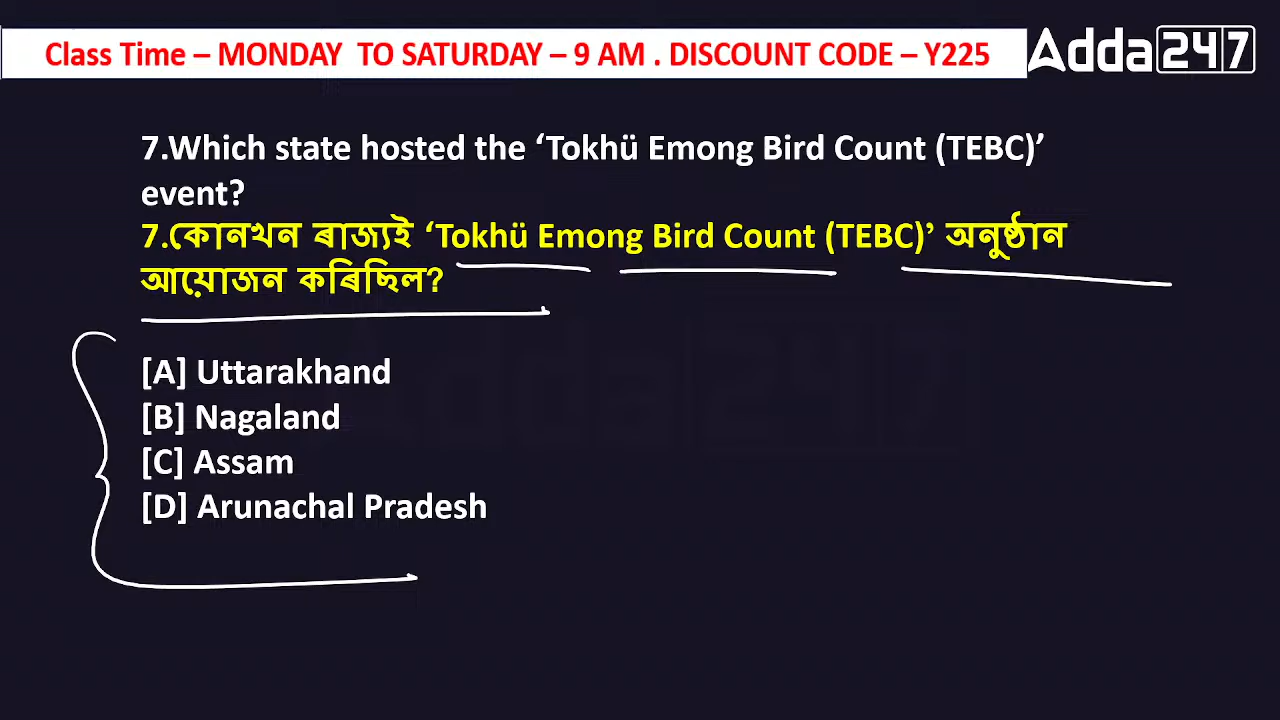 Class Time – MONDAY TO SATURDAY – 9 AM . DISCOUNT CODE – Y225
Adda247
7.Which state hosted the ‘Tokhü Emong Bird Count (TEBC)’
event?
7.কোনখন ৰাজ্যই ‘Tokhü Emong Bird Count (TEBC)’ অনুষ্ঠান
আয়োজন কৰিছিল?
[A] Uttarakhand
[B] Nagaland
[C] Assam
[D] Arunachal Pradesh
Adda247